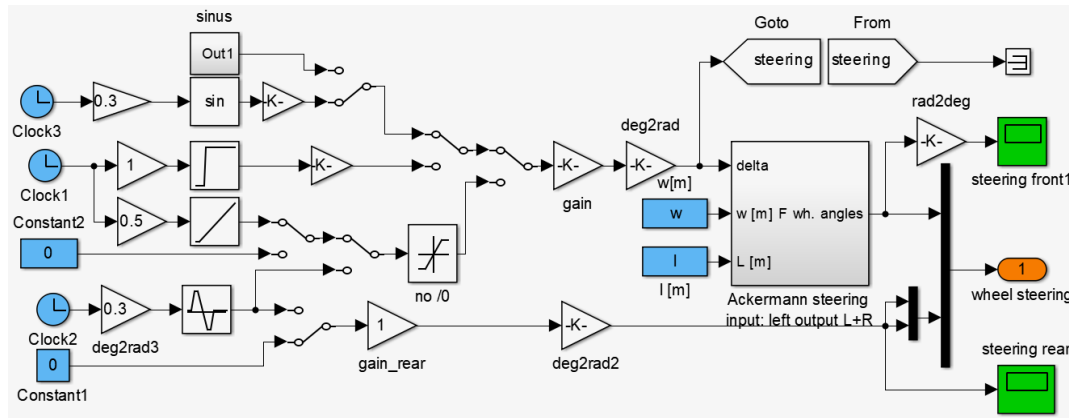 sinus
Goto
From
Out1
steering
steering
0.3
sin
-K-
Clock3
deg2rad
rad2deg
1
-K-
-K-
-K-
-K-
delta
Clock1
gain
w[m]
steering front1
0.5
Constant2
w
w [m]
F wh. angles
0
l
L [m]
1
no /0
l [m]
wheel steering
0.3
Ackermann steering
input: left output L+R
Clock2
deg2rad3
1
-K-
0
gain_rear
deg2rad2
steering rear
Constant1